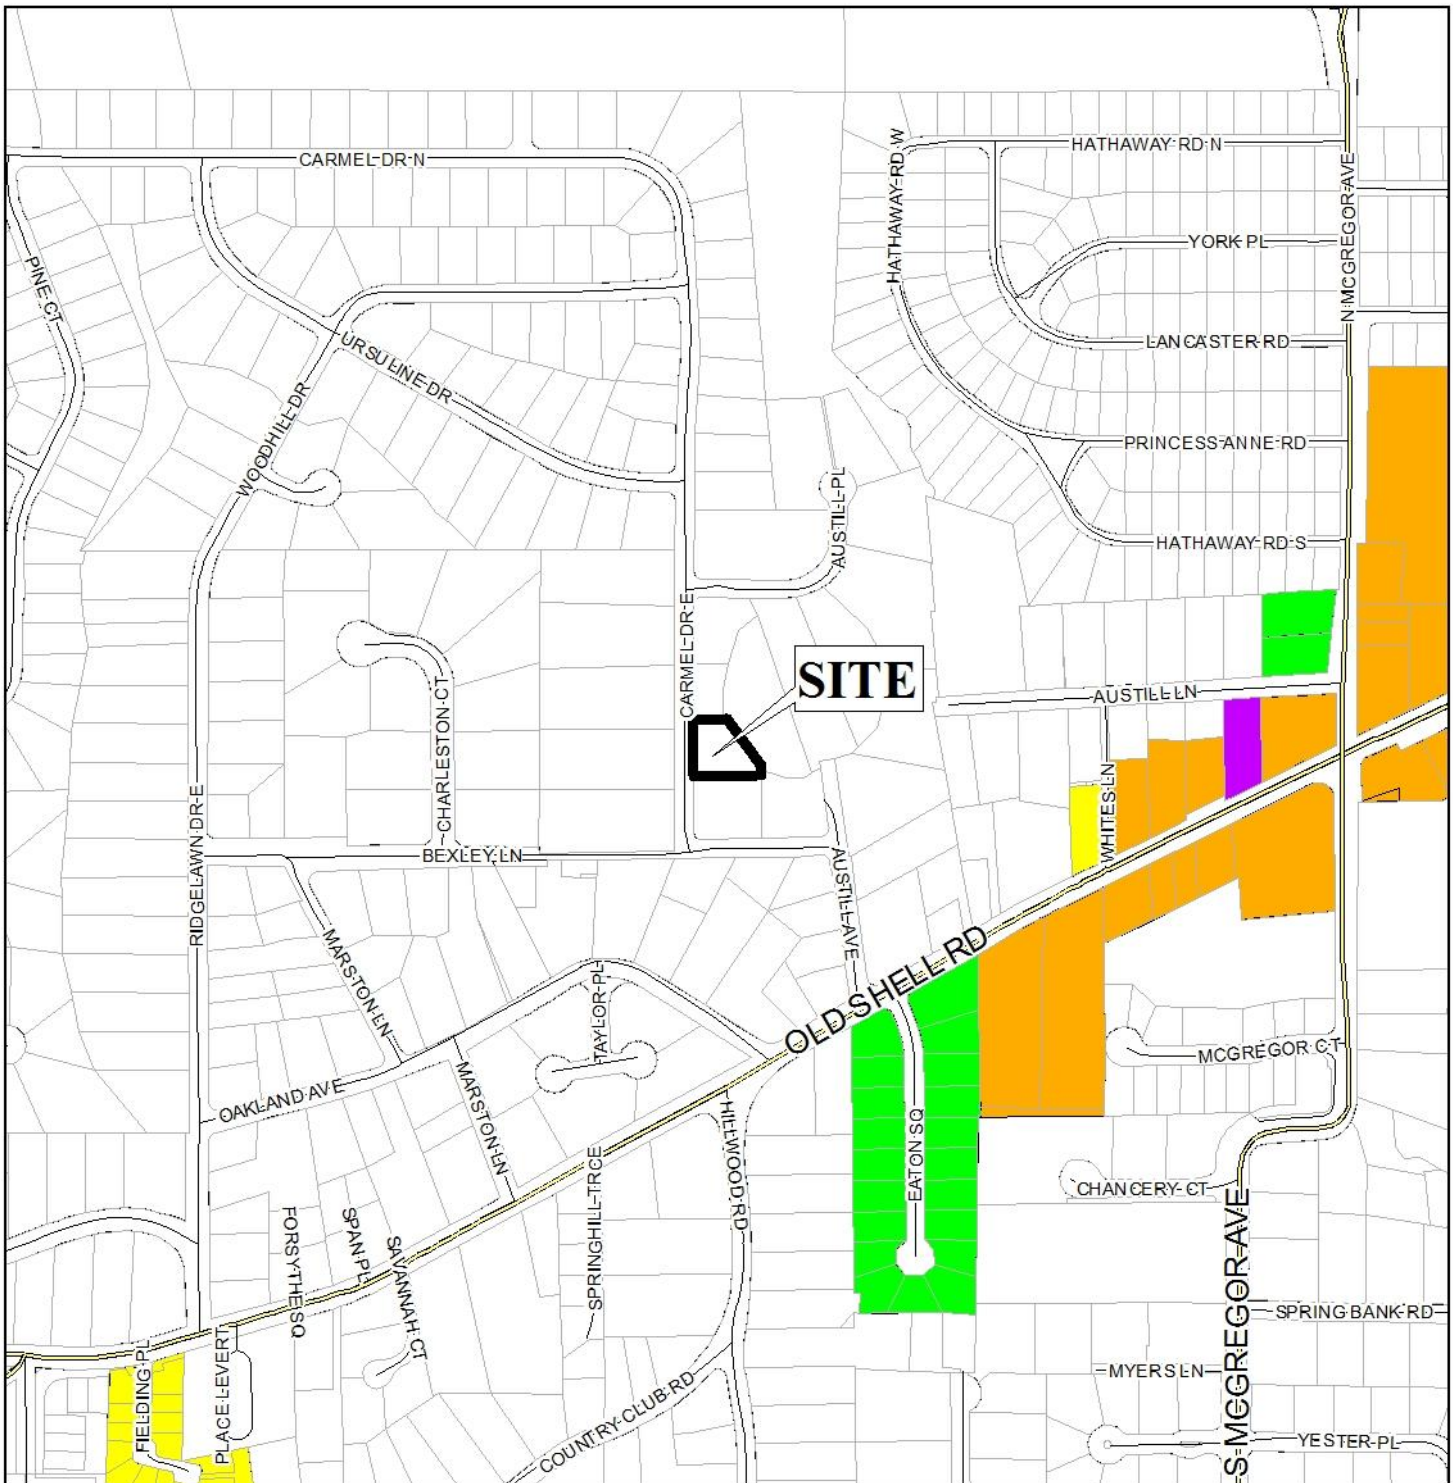 CARMEL DR N
HATHAWAY RD W
HATHAWAY RD N
N MCGREGOR AVE
YORK PL
PINE CT
URSULINE DR
LANCASTER RD
WOODHILL DR
PRINCESS ANNE RD
AUSTILL PL
HATHAWAY RD S
CARMEL DR E
SITE
CHARLESTON CT
AUSTILL LN
WHITES LN
RIDGELAWN DR E
BEXLEY LN
AUSTILL AVE
MARSTON LN
OLD SHELL RD
TAYLOR PL
OAKLAND AVE
MARSTON LN
MCGREGOR CT
HILLWOOD RD
EATON SQ
SPRINGHILL TRCE
CHANCERY CT
FORSYTHE SQ
SPAN PL
SAVANNAH CT
S MCGREGOR AVE
SPRING BANK RD
FIELDING PL
PLACE LEVERT
COUNTRY CLUB RD
MYERS LN
YESTER PL